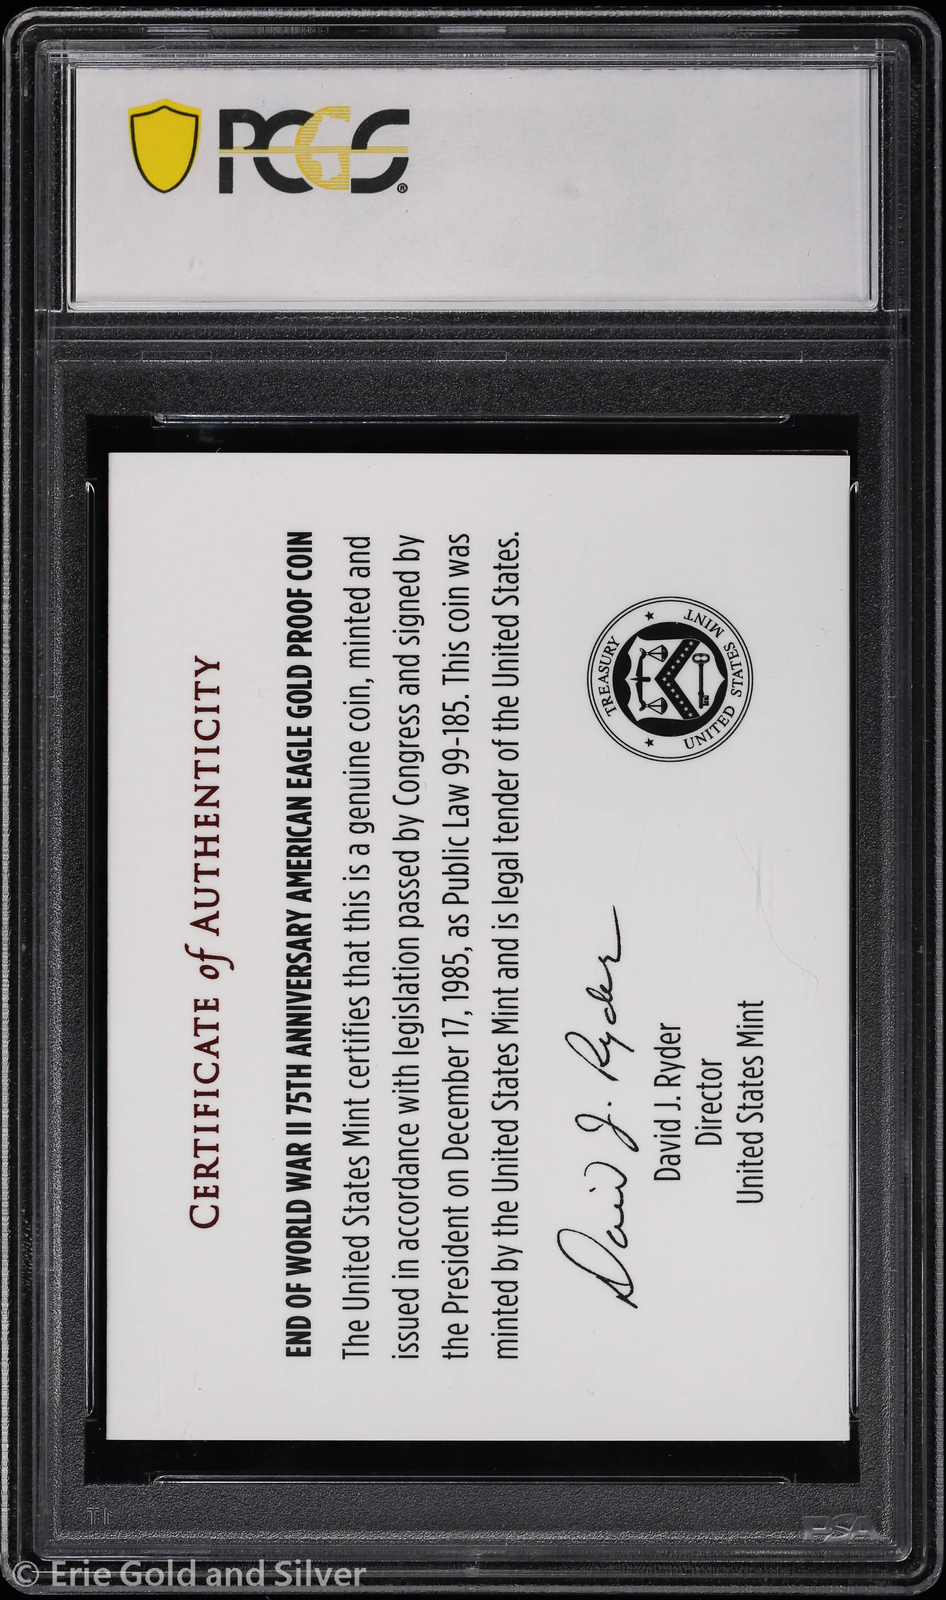 PCGS®
CERTIFICATE of AUTHENTICITY
END OF WORLD WAR II 75TH ANNIVERSARY AMERICAN EAGLE GOLD PROOF COIN
The United States Mint certifies that this is a genuine coin, minted and
issued in accordance with legislation passed by Congress and signed by
the President on December 17, 1985, as Public Law 99-185. This coin was
minted by the United States Mint and is legal tender of the United States.
David J. Ryder
David J. Ryder
Director
United States Mint
TREASURY
UNITED STATES MINT
T1
PSA
© Erie Gold and Silver